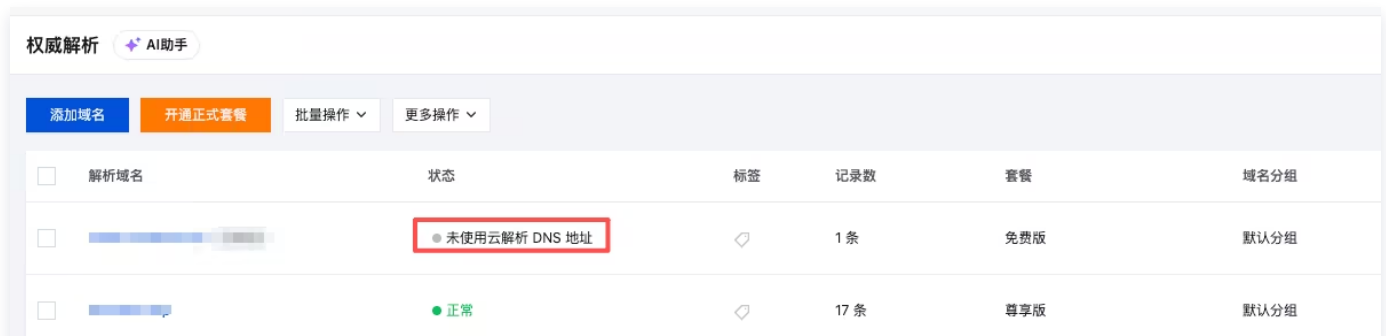 权威解析 AI助手
添加域名 开通正式套餐 批量操作 更多操作
解析域名 状态 标签 记录数 套餐 域名分组
未使用云解析 DNS 地址 1 条 免费版 默认分组
正常 17 条 尊享版 默认分组